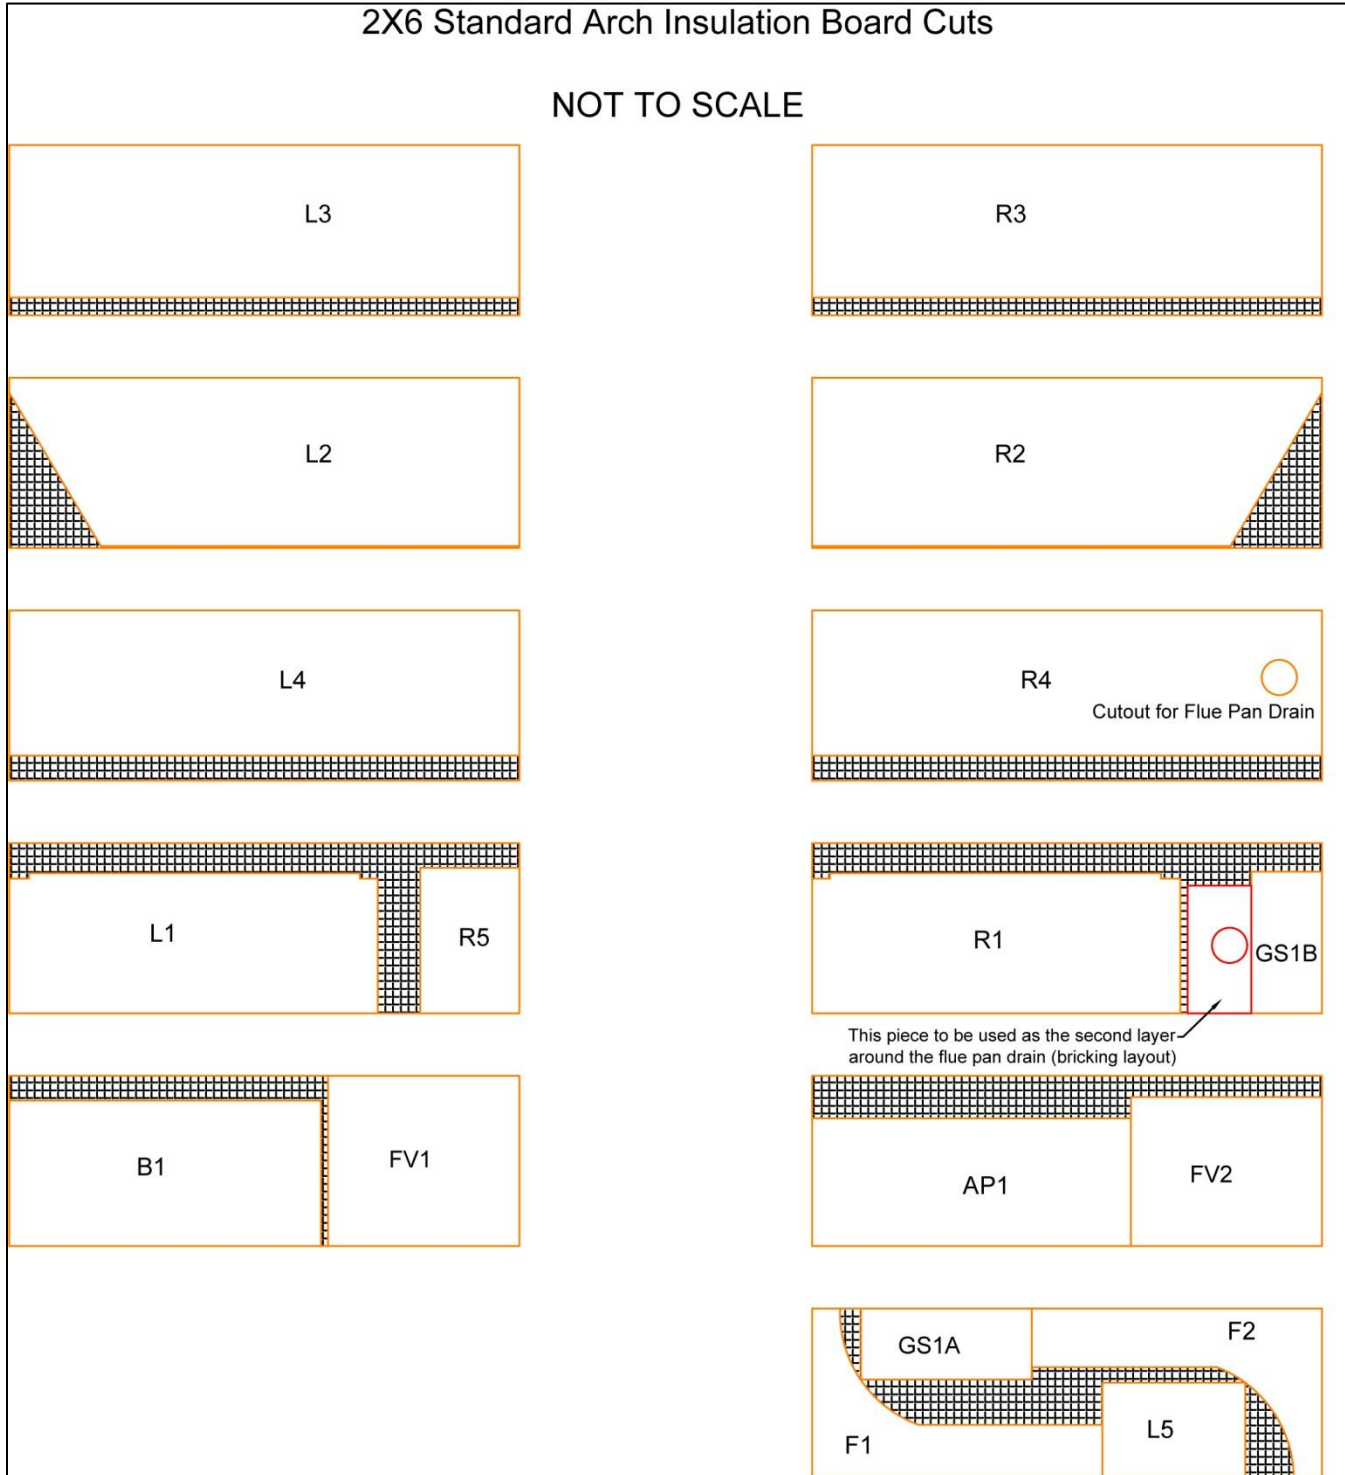 2X6 Standard Arch Insulation Board Cuts
NOT TO SCALE
L3
R3
L2
R2
L4
R4
Cutout for Flue Pan Drain
L1
R5
R1
GS1B
This piece to be used as the second layer
around the flue pan drain (bricking layout)
B1
FV1
AP1
FV2
GS1A
F2
F1
L5